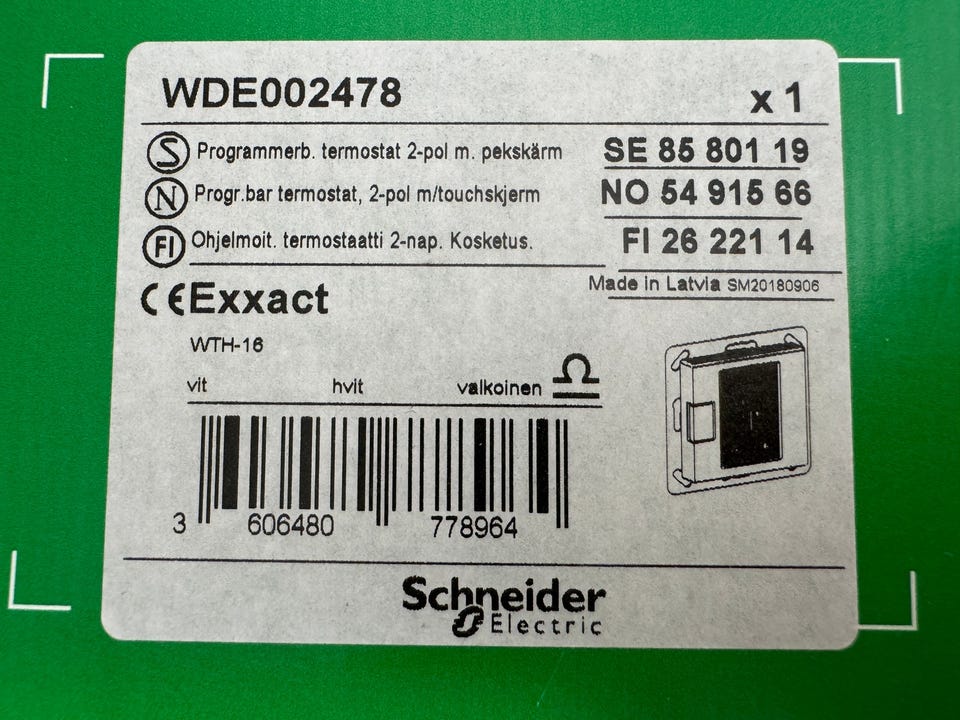 WDE002478
x 1
S Programmerb. termostat 2-pol m. pekskärm SE 85 801 19
N Progr.bar termostat, 2-pol m/touchskjerm NO 54 915 66
FI Ohjelmoit. termostaatti 2-nap. Kosketus. FI 26 221 14
Made in Latvia SM20180906
CE Exxact
WTH-16
vit hvit valkoinen
3 606480 778964
Schneider
Electric